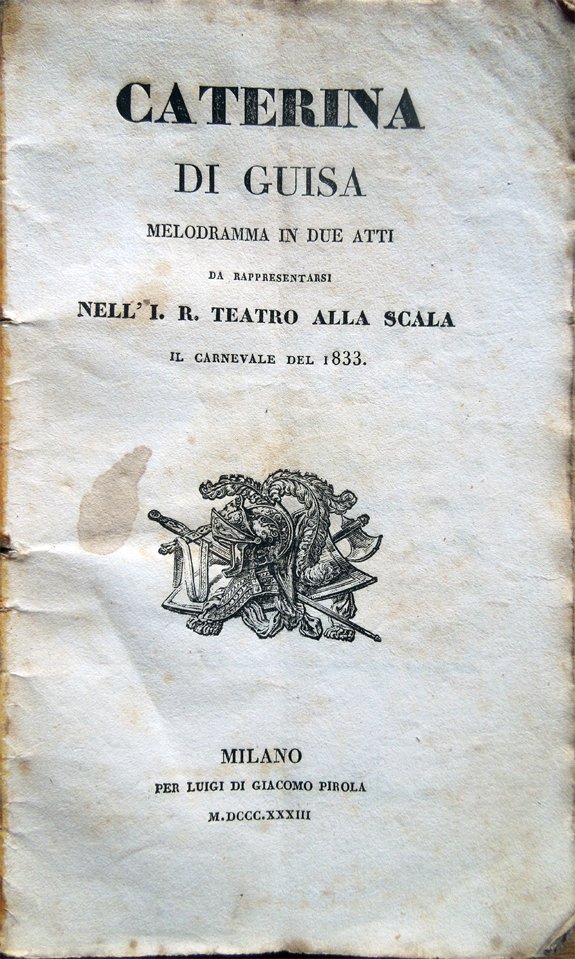 CATERINA
DI GUISA
MELODRAMMA IN DUE ATTI
DA RAPPRESENTARSI
NELL' I. R. TEATRO ALLA SCALA
IL CARNEVALE DEL 1833.
MILANO
PER LUIGI DI GIACOMO PIROLA
M.DCCC.XXXIII